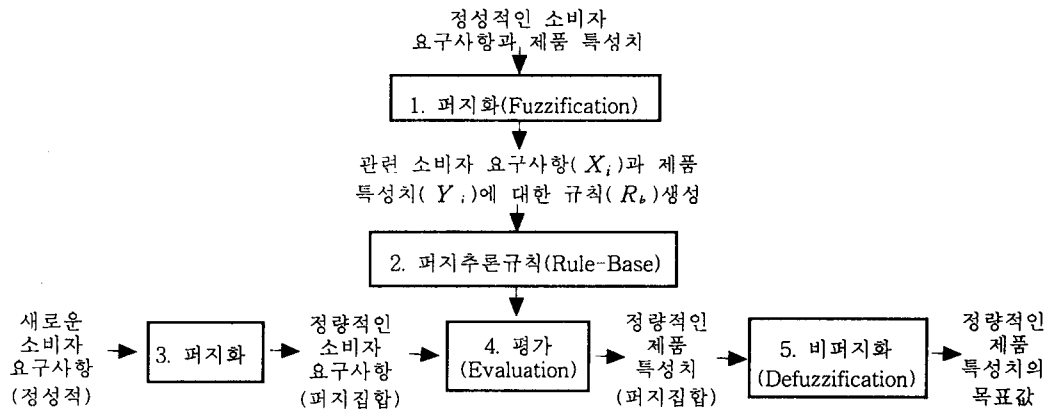 정성적인 소비자
요구사항과 제품 특성치
1. 퍼지화(Fuzzification)
관련 소비자 요구사항( X i )과 제품
특성치( Y i )에 대한 규칙( R b )생성
2. 퍼지추론규칙(Rule-Base)
새로운
소비자
요구사항
(정성적)
3. 퍼지화
정량적인
소비자
요구사항
(퍼지집합)
4. 평가
(Evaluation)
정량적인
제품
특성치
(퍼지집합)
5. 비퍼지화
(Defuzzification)
정량적인
제품
특성치의
목표값